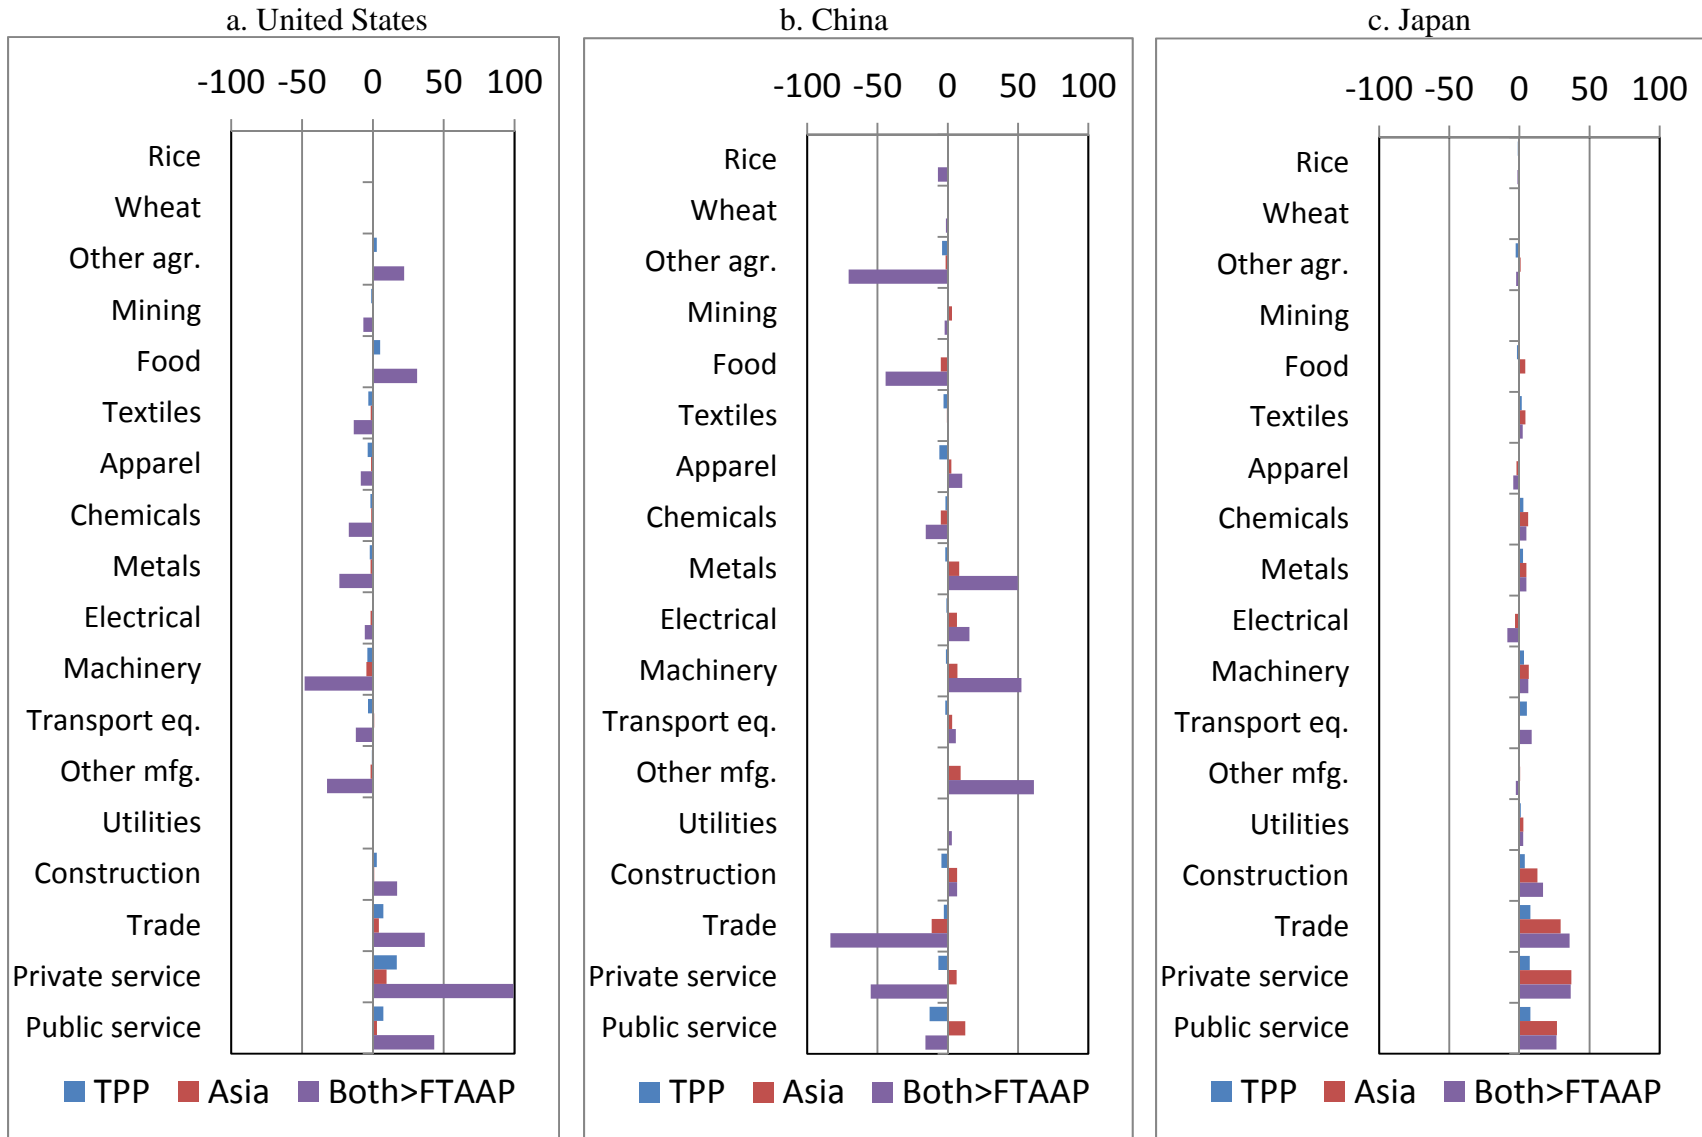 a. United States
-100 -50 0 50 100
Rice
Wheat
Other agr.
Mining
Food
Textiles
Apparel
Chemicals
Metals
Electrical
Machinery
Transport eq.
Other mfg.
Utilities
Construction
Trade
Private service
Public service
TPP Asia Both>FTAAP
b. China
-100 -50 0 50 100
Rice
Wheat
Other agr.
Mining
Food
Textiles
Apparel
Chemicals
Metals
Electrical
Machinery
Transport eq.
Other mfg.
Utilities
Construction
Trade
Private service
Public service
TPP Asia Both>FTAAP
c. Japan
-100 -50 0 50 100
Rice
Wheat
Other agr.
Mining
Food
Textiles
Apparel
Chemicals
Metals
Electrical
Machinery
Transport eq.
Other mfg.
Utilities
Construction
Trade
Private service
Public service
TPP Asia Both>FTAAP